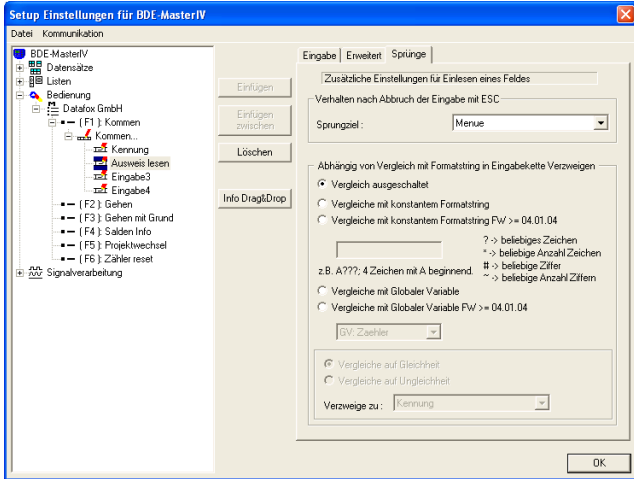 Setup Einstellungen für BDE-MasterIV
Datei Kommunikation
BDE-MasterIV
Datensätze
Listen
Bedienung
Datafox GmbH
( F1 ): Kommen
Kommen...
Kennung
Ausweis lesen
Eingabe3
Eingabe4
( F2 ): Gehen
( F3 ): Gehen mit Grund
( F4 ): Salden Info
( F5 ): Projektwechsel
( F6 ): Zähler reset
Signalverarbeitung
Einfügen
Einfügen
zwischen
Löschen
Info Drag&Drop
Eingabe Erweitert Sprünge
Zusätzliche Einstellungen für Einlesen eines Feldes
Verhalten nach Abbruch der Eingabe mit ESC
Sprungziel : Menue
Abhängig von Vergleich mit Formatstring in Eingabekette Verzweigen
Vergleich ausgeschaltet
Vergleiche mit konstantem Formatstring
Vergleiche mit konstantem Formatstring FW >= 04.01.04
? -> beliebiges Zeichen
* -> beliebige Anzahl Zeichen
# -> beliebige Ziffer
~ -> beliebige Anzahl Ziffern
z.B. A???; 4 Zeichen mit A beginnend.
Vergleiche mit Globaler Variable
Vergleiche mit Globaler Variable FW >= 04.01.04
GV: Zaehler
Vergleiche auf Gleichheit
Vergleiche auf Ungleichheit
Verzweige zu : Kennung
OK